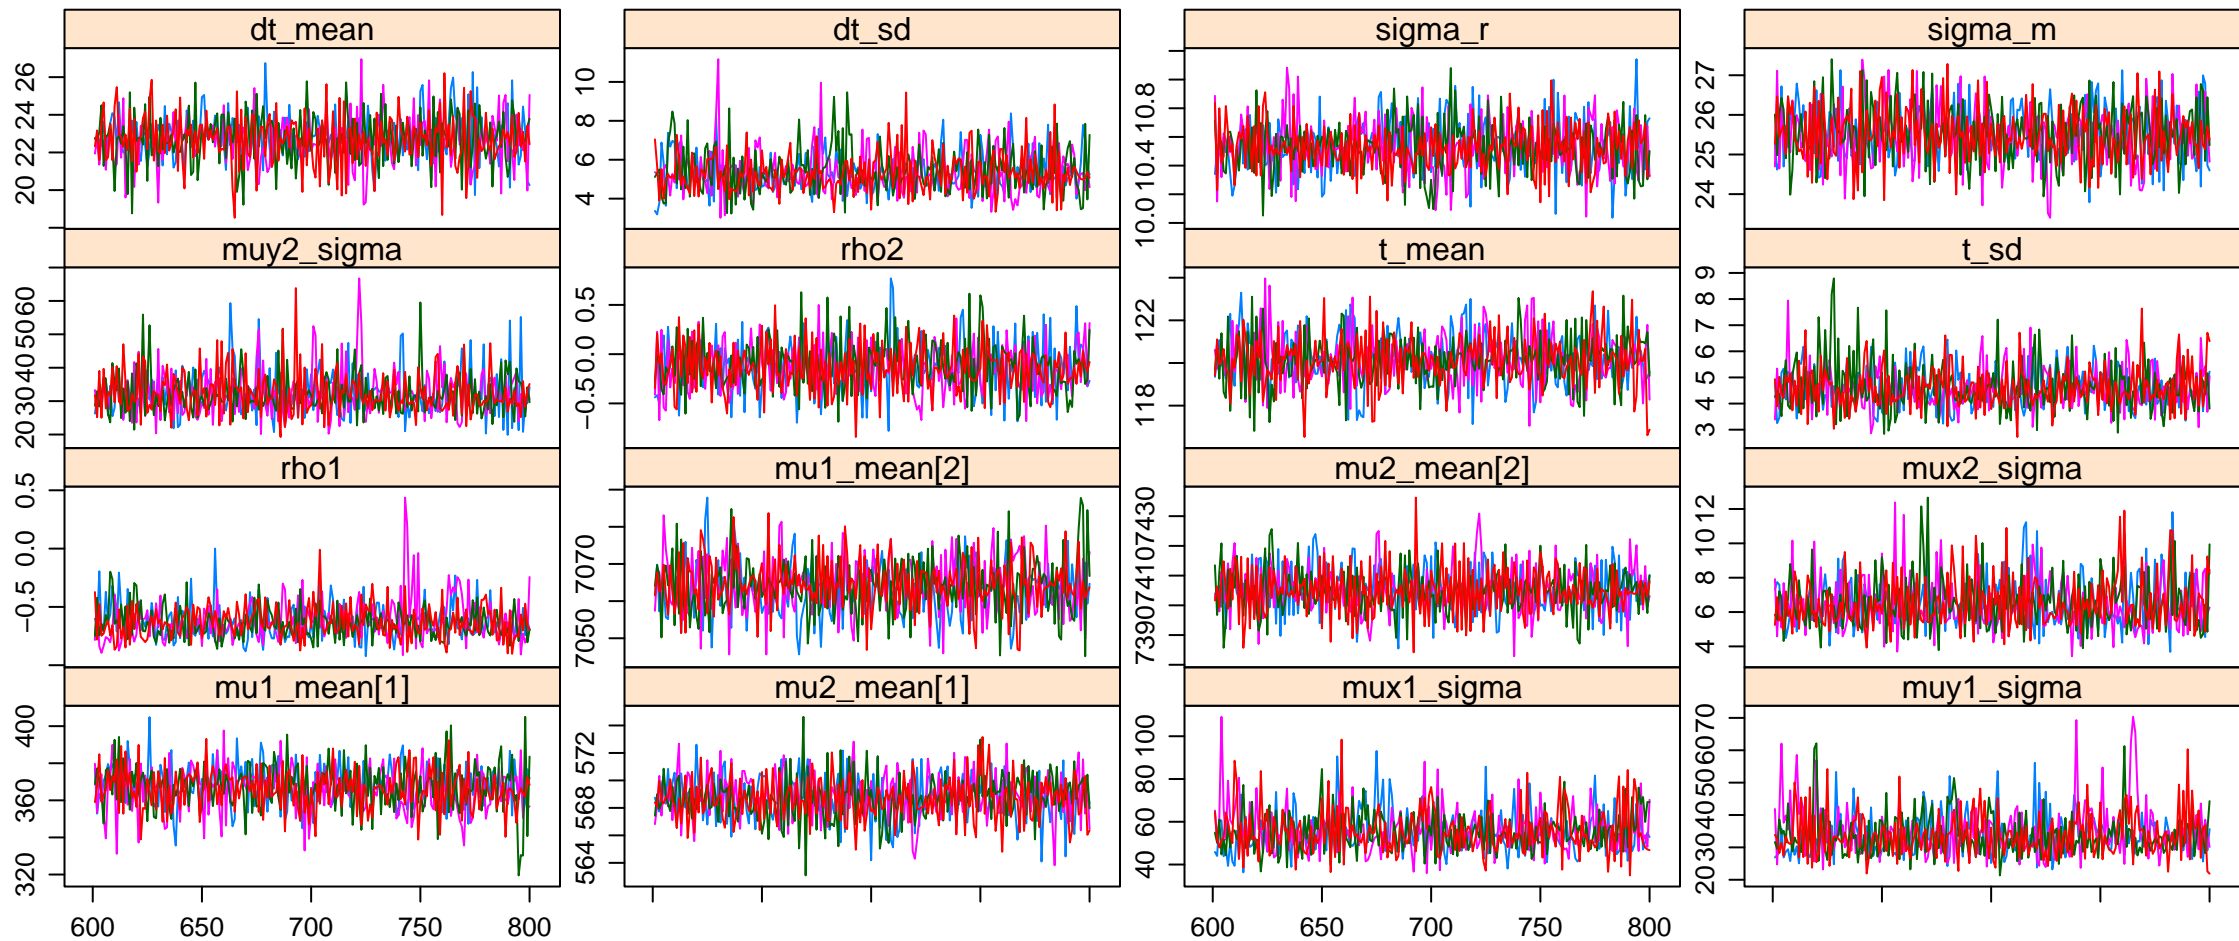 dt_mean dt_sd sigma_r sigma_m
20 22 24 26
4 6 8 10
10.0 10.4 10.8
24 25 26 27
muy2_sigma rho2 t_mean t_sd
20 30 40 50 60
−0.5 0.0 0.5
118 122
3 4 5 6 7 8 9
rho1 mu1_mean[2] mu2_mean[2] mux2_sigma
−0.5 0.0 0.5
7050 7070
7390 7410 7430
4 6 8 10 12
mu1_mean[1] mu2_mean[1] mux1_sigma muy1_sigma
320 360 400
564 568 572
40 60 80 100
20 30 40 50 60 70
600 650 700 750 800
600 650 700 750 800